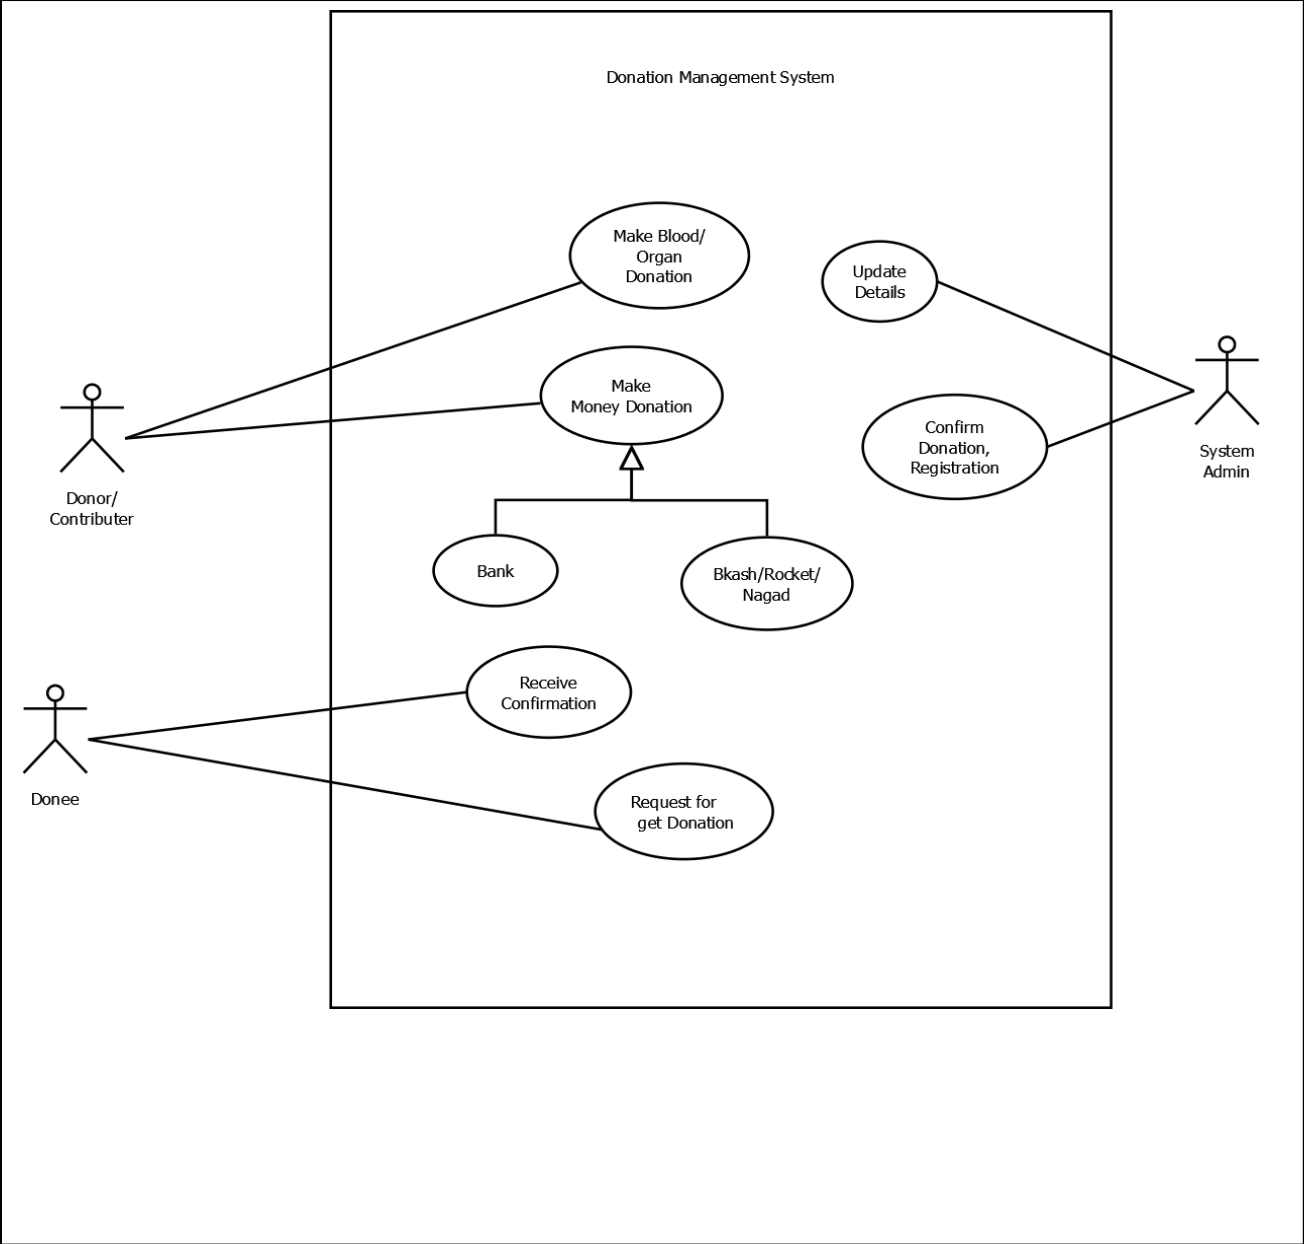 Donation Management System
Make Blood/
Organ
Donation
Update
Details
Make
Money Donation
Confirm
Donation,
Registration
System
Admin
Donor/
Contributer
Bank
Bkash/Rocket/
Nagad
Receive
Confirmation
Donee
Request for
get Donation